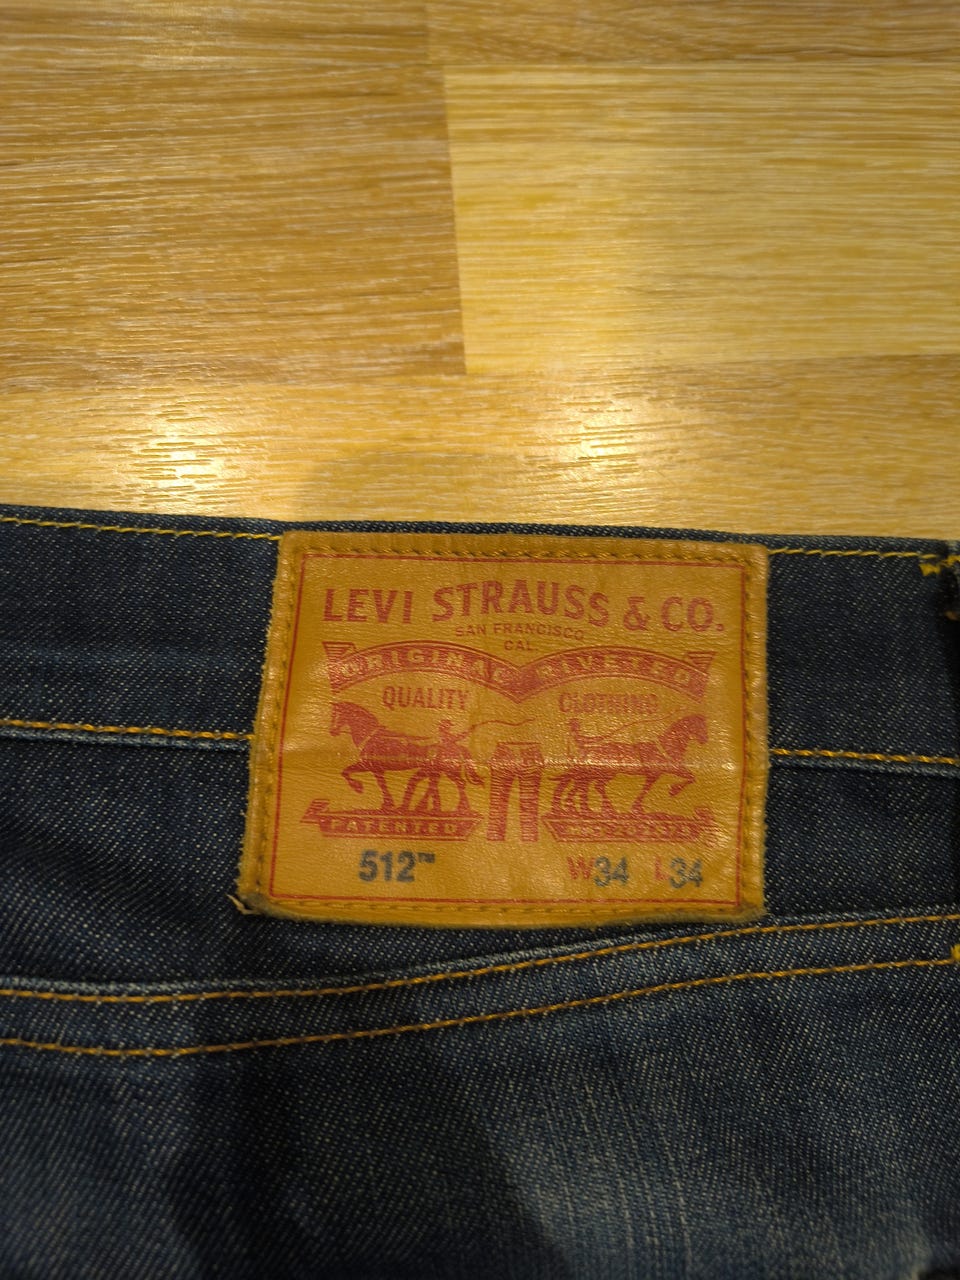 LEVI STRAUSS & CO.
SAN FRANCISCO
CAL.
ORIGINAL RIVETED
QUALITY CLOTHING
PATENTED
512™ W34 L34